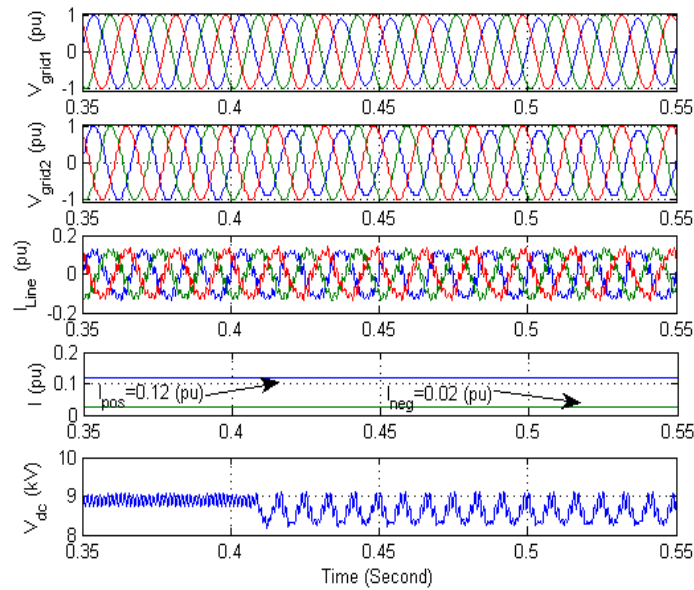 V_grid1 (pu)
1
0
-1
0.35 0.4 0.45 0.5 0.55
V_grid2 (pu)
1
0
-1
0.35 0.4 0.45 0.5 0.55
I_Line (pu)
0.2
0
-0.2
0.35 0.4 0.45 0.5 0.55
I (pu)
0.2
0.1
0
I_pos=0.12 (pu)
I_neg=0.02 (pu)
0.35 0.4 0.45 0.5 0.55
V_dc (kV)
10
9
8
0.35 0.4 0.45 0.5 0.55
Time (Second)